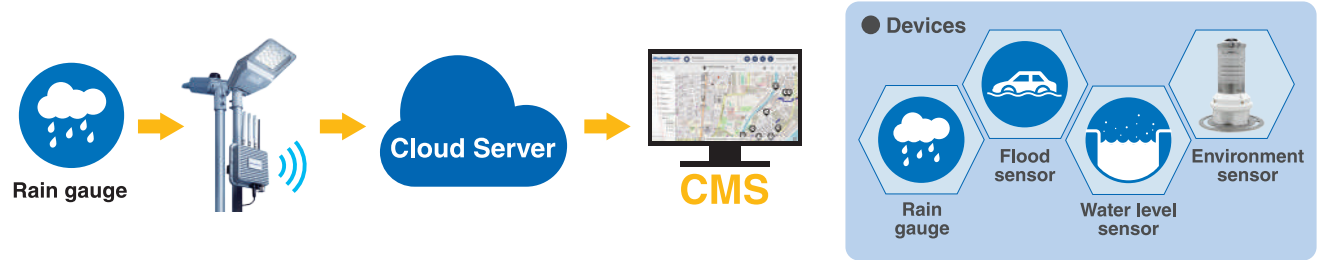 Rain gauge
Cloud Server
CMS
● Devices
Rain
gauge
Flood
sensor
Water level
sensor
Environment
sensor